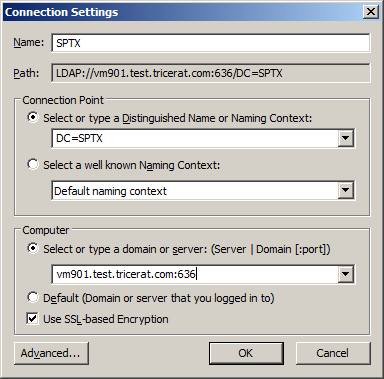 Connection Settings
Name: SPTX
Path: LDAP://vm901.test.tricerat.com:636/DC=SPTX
Connection Point
Select or type a Distinguished Name or Naming Context:
DC=SPTX
Select a well known Naming Context:
Default naming context
Computer
Select or type a domain or server: (Server | Domain [:port])
vm901.test.tricerat.com:636
Default (Domain or server that you logged in to)
Use SSL-based Encryption
Advanced... OK Cancel